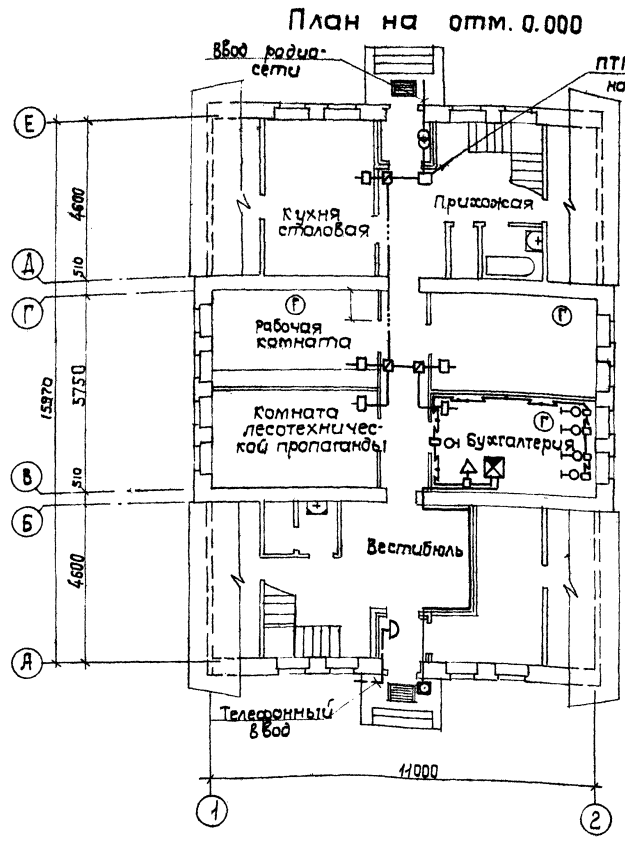 План на отм. 0.000
Ввод радио-
сети
ПТП
на
Е
4600
Кухня
столовая
Прихожая
Д
510
Г
Г
Г
Рабочая
комната
15970
5750
Комната
лесотехничес-
кой пропаганды
Г
Бухгалтерия
В
510
Б
Вестибюль
4600
А
Телефонный
ввод
11000
1
2